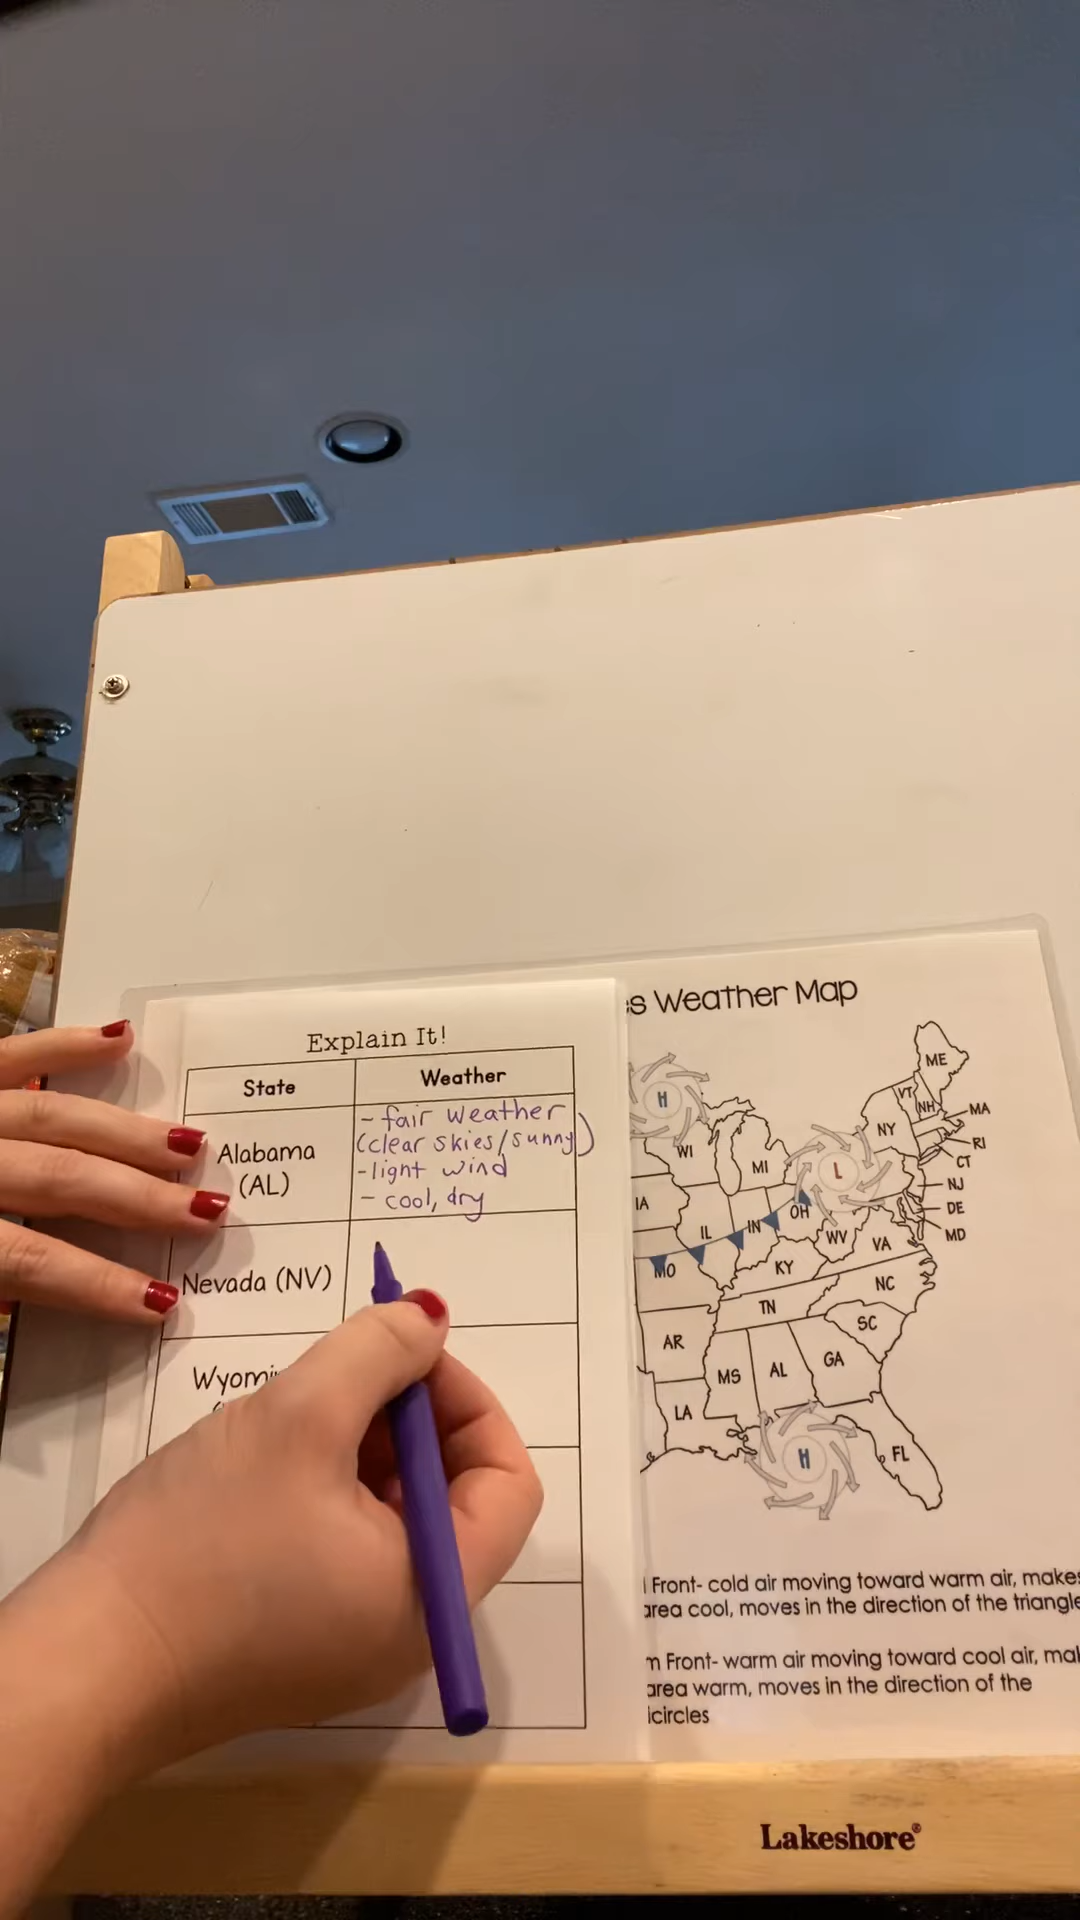 s Weather Map
Explain It!
State
Weather
Alabama
(AL)
- fair weather
(clear skies/sunny)
- light wind
- cool, dry
Nevada (NV)
H
ME
VT
NH
MA
NY
RI
CT
NJ
DE
MD
WI
MI
L
IA
IL
IN
OH
WV
VA
MO
KY
NC
TN
SC
AR
MS
AL
GA
LA
H
FL
Front- cold air moving toward warm air, makes
area cool, moves in the direction of the triangle
Front- warm air moving toward cool air,
area warm, moves in the direction of the
Lakeshore®